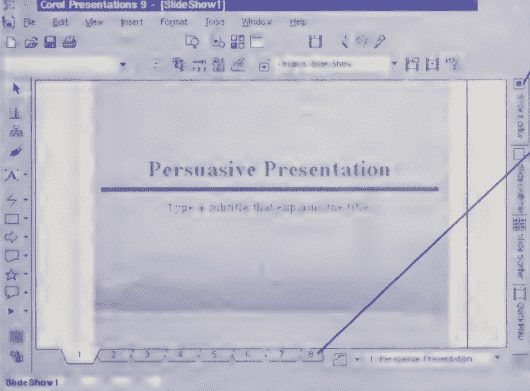 Corel Presentations 9 - [SlideShow1]
File Edit View Insert Format Tools Window Help
Slide Show
Persuasive Presentation
Type a subtitle that explains the title
Slide Editor
Slide Outliner
Slide Sorter
QuickPlay
1 2 3 4 5 6 7 8
1. Persuasive Presentation
SlideShow1